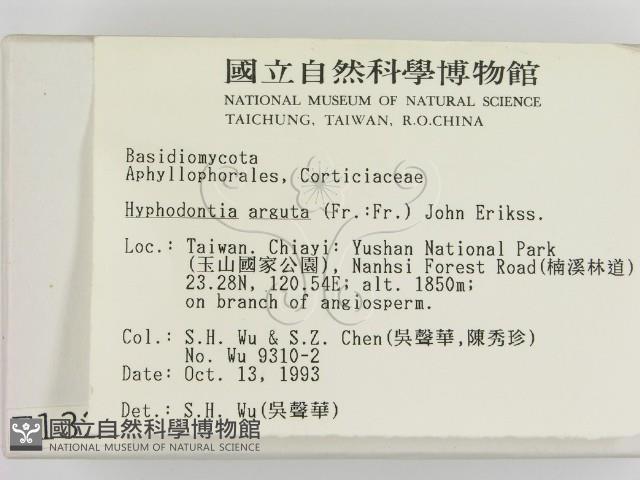 國立自然科學博物館
NATIONAL MUSEUM OF NATURAL SCIENCE
TAICHUNG, TAIWAN, R.O.CHINA
Basidiomycota
Aphyllophorales, Corticiaceae
Hyphodontia arguta (Fr.:Fr.) John Erikss.
Loc.: Taiwan. Chiayi: Yushan National Park
(玉山國家公園), Nanhsi Forest Road(楠溪林道)
23.28N, 120.54E; alt. 1850m;
on branch of angiosperm.
Col.: S.H. Wu & S.Z. Chen(吳聲華,陳秀珍)
No. Wu 9310-2
Date: Oct. 13, 1993
Det.: S.H. Wu(吳聲華)
國立自然科學博物館
NATIONAL MUSEUM OF NATURAL SCIENCE